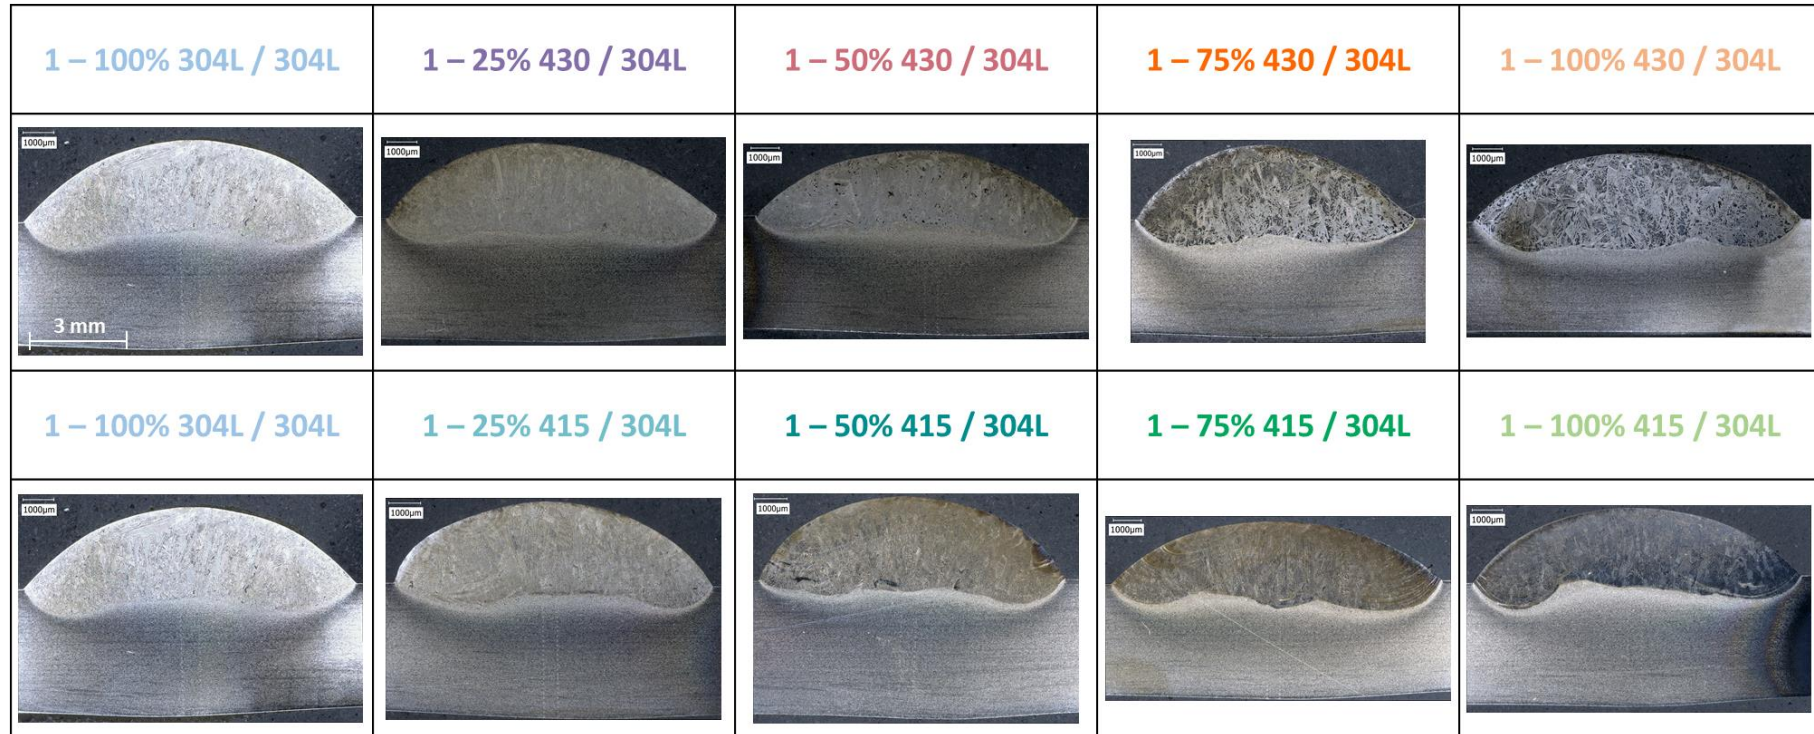 1 – 100% 304L / 304L
1 – 25% 430 / 304L
1 – 50% 430 / 304L
1 – 75% 430 / 304L
1 – 100% 430 / 304L
1000µm
1000µm
1000µm
1000µm
1000µm
3 mm
1 – 100% 304L / 304L
1 – 25% 415 / 304L
1 – 50% 415 / 304L
1 – 75% 415 / 304L
1 – 100% 415 / 304L
1000µm
1000µm
1000µm
1000µm
1000µm